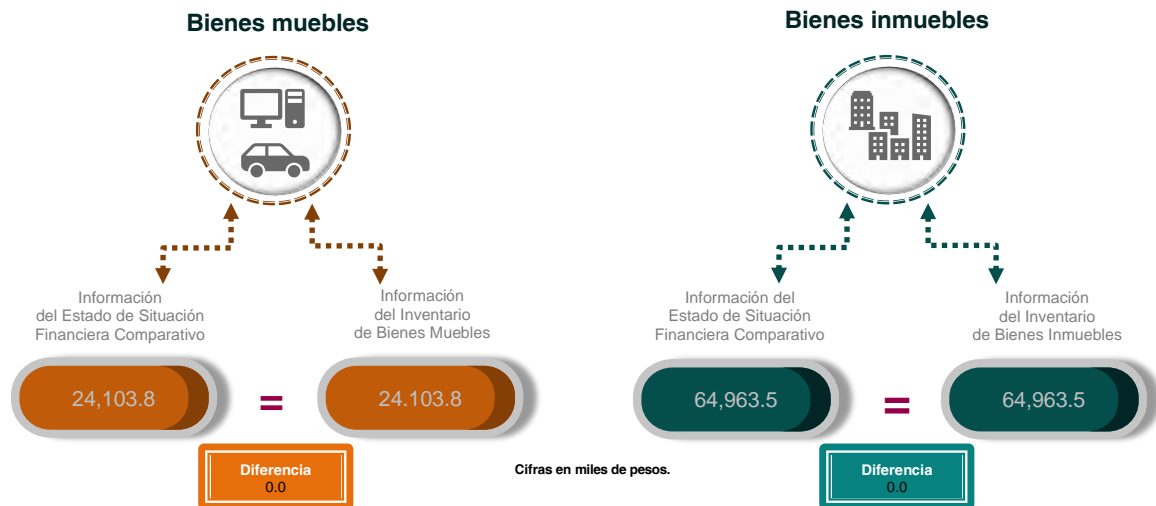 Bienes muebles
Información
del Estado de Situación
Financiera Comparativo
Información
del Inventario
de Bienes Muebles
24,103.8
=
24.103.8
Diferencia
0.0
Cifras en miles de pesos.
Bienes inmuebles
Información del
Estado de Situación
Financiera Comparativo
Información
del Inventario
de Bienes Inmuebles
64,963.5
=
64,963.5
Diferencia
0.0